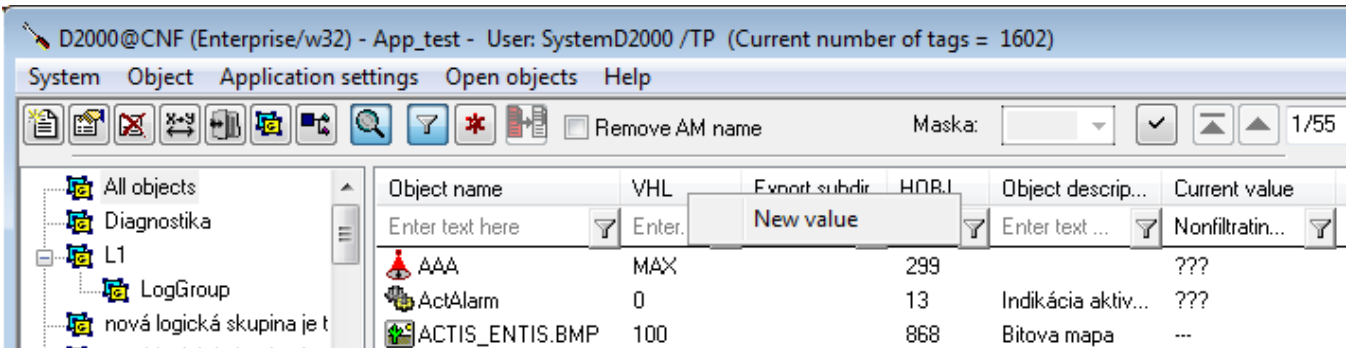 D2000@CNF (Enterprise/w32) - App_test - User: SystemD2000 /TP (Current number of tags = 1602)
System Object Application settings Open objects Help
Remove AM name Maska: 1/55
All objects
Diagnostika
L1
LogGroup
nová logická skupina je t
Object name VHL Export subdir HOBJ Object descrip... Current value
Enter text here Enter. Enter text ... Nonfiltratin...
New value
AAA MAX 299 ???
ActAlarm 0 13 Indikácia aktiv... ???
ACTIS_ENTIS.BMP 100 868 Bitova mapa ---